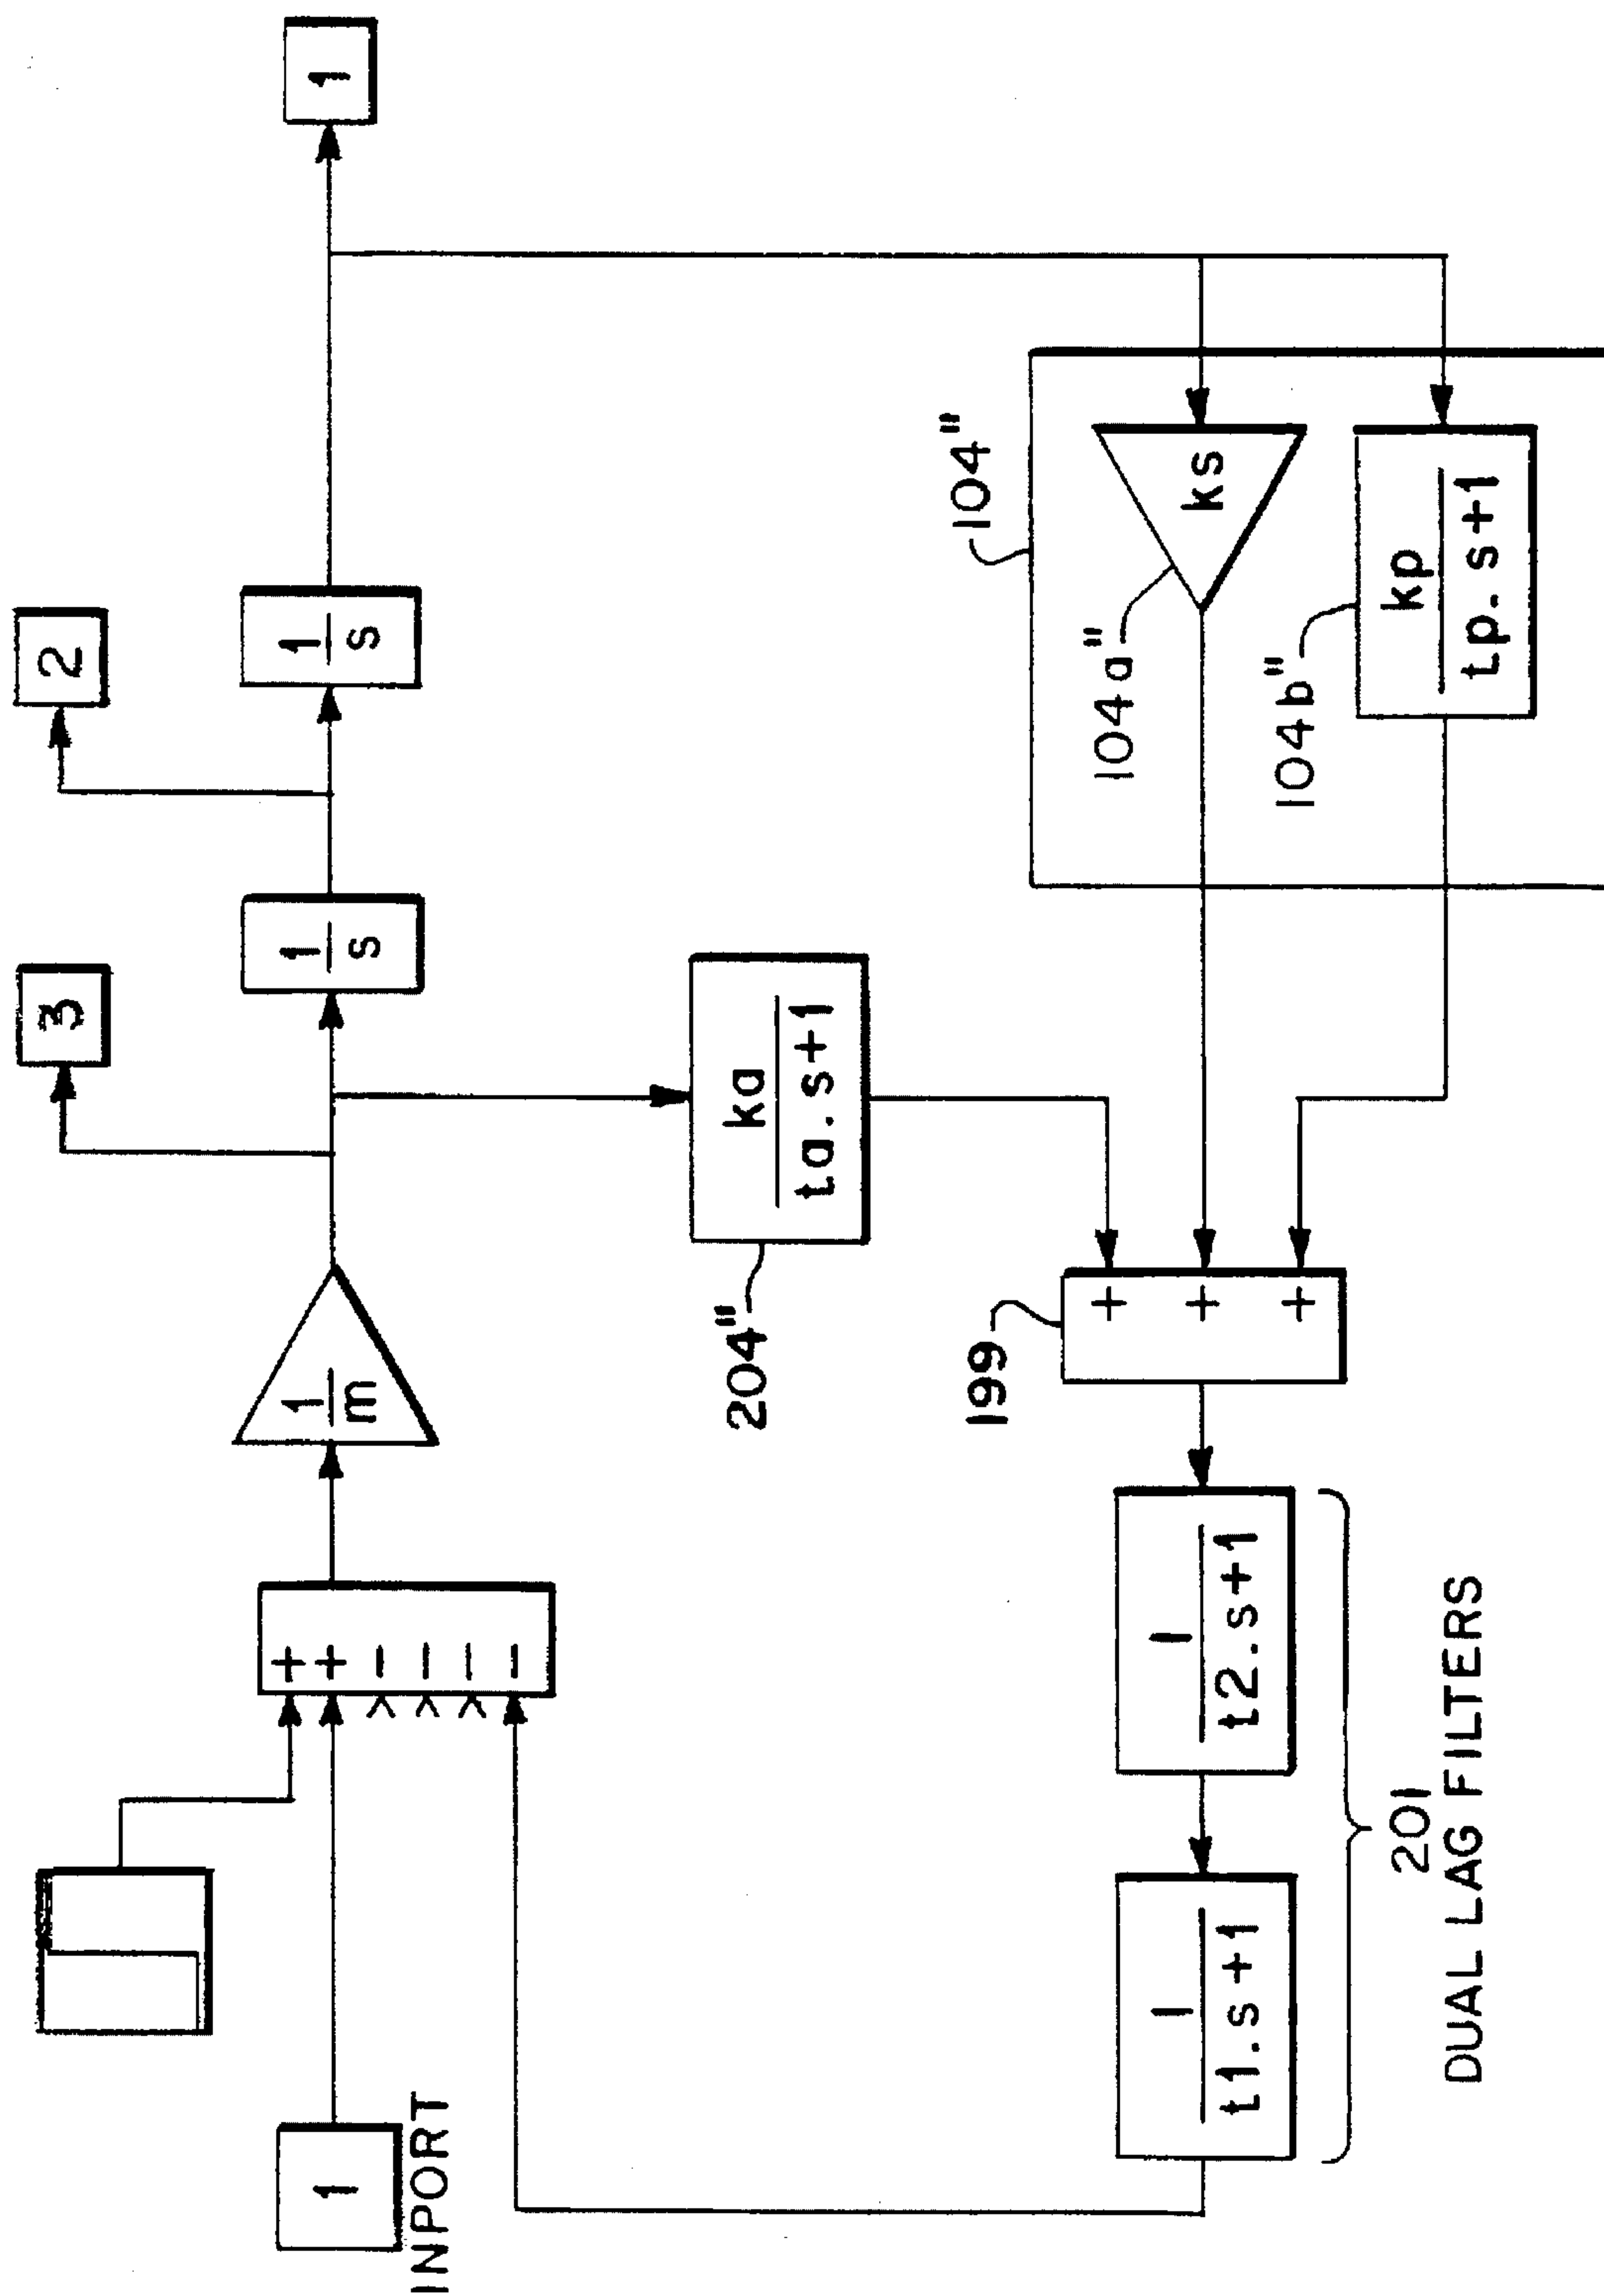 1
INPORT
+
+
−
−
−
−
1
m
3
1
s
2
1
s
1
ka
ta.s+1
204"
104"
ks
104a"
kp
tp.s+1
104b"
199
+
+
+
1
t2.s+1
1
t1.s+1
201
DUAL LAG FILTERS